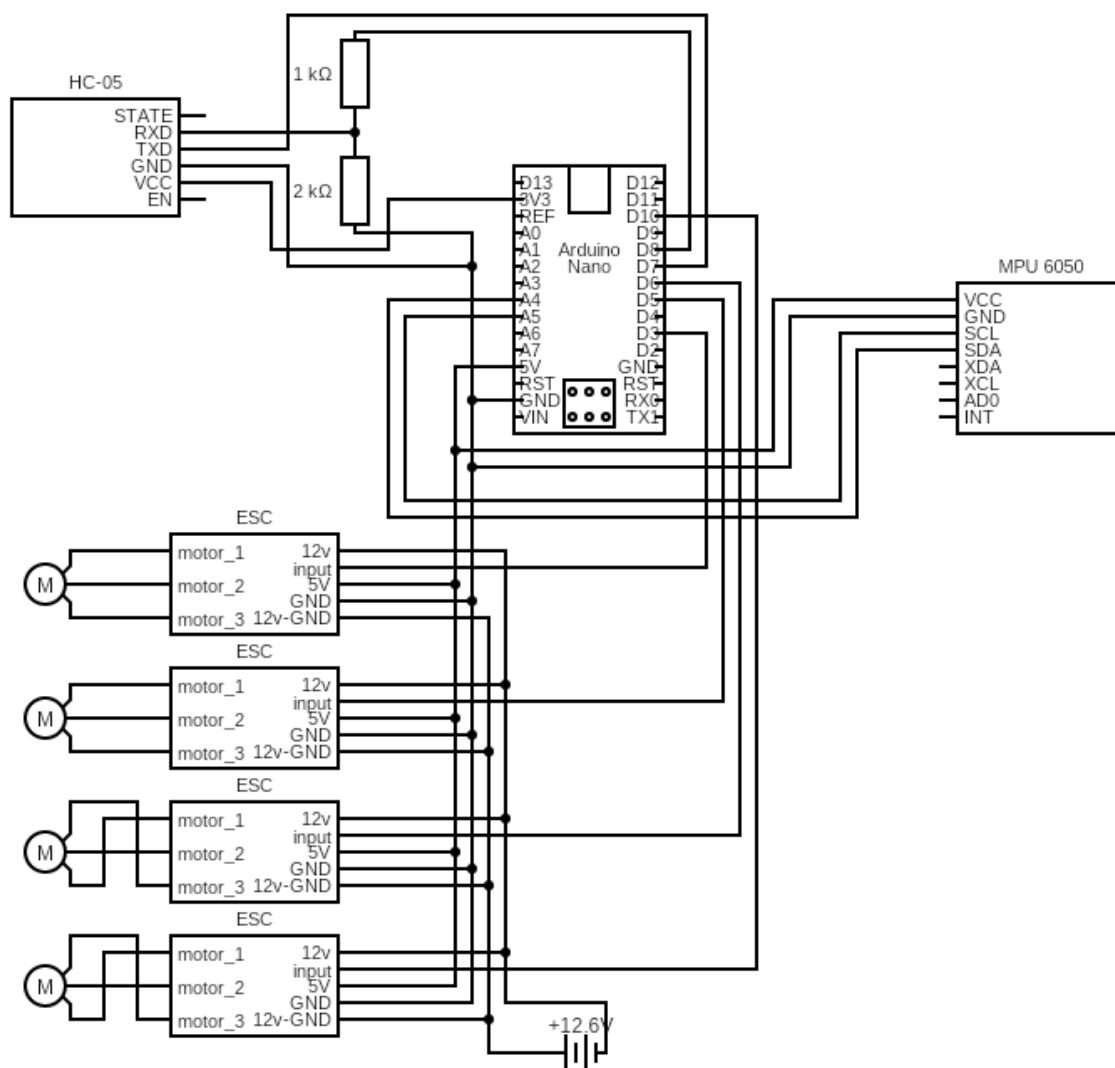 HC-05
STATE
RXD
TXD
GND
VCC
EN
1 kΩ
2 kΩ
Arduino
Nano
D13
3V3
REF
A0
A1
A2
A3
A4
A5
A6
A7
5V
RST
GND
VIN
D12
D11
D10
D9
D8
D7
D6
D5
D4
D3
D2
GND
RST
RX0
TX1
MPU 6050
VCC
GND
SCL
SDA
XDA
XCL
AD0
INT
ESC
M
motor_1
motor_2
motor_3
12v
input
5V
GND
12v-GND
ESC
M
motor_1
motor_2
motor_3
12v
input
5V
GND
12v-GND
ESC
M
motor_1
motor_2
motor_3
12v
input
5V
GND
12v-GND
ESC
M
motor_1
motor_2
motor_3
12v
input
5V
GND
12v-GND
+12.6V